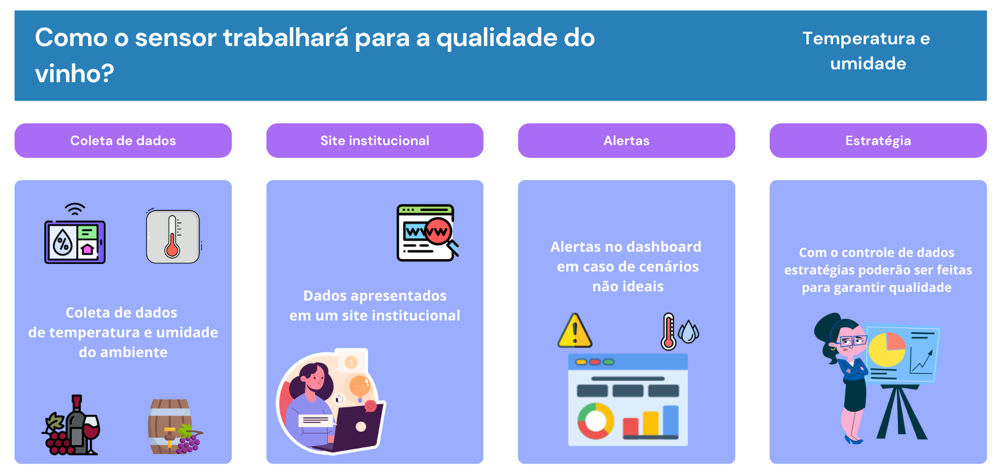 Como o sensor trabalhará para a qualidade do
vinho?
Temperatura e
umidade
Coleta de dados
Site institucional
Alertas
Estratégia
%
Coleta de dados
de temperatura e umidade
do ambiente
WWW
Dados apresentados
em um site institucional
$
Alertas no dashboard
em caso de cenários
não ideais
!
Com o controle de dados
estratégias poderão ser feitas
para garantir qualidade